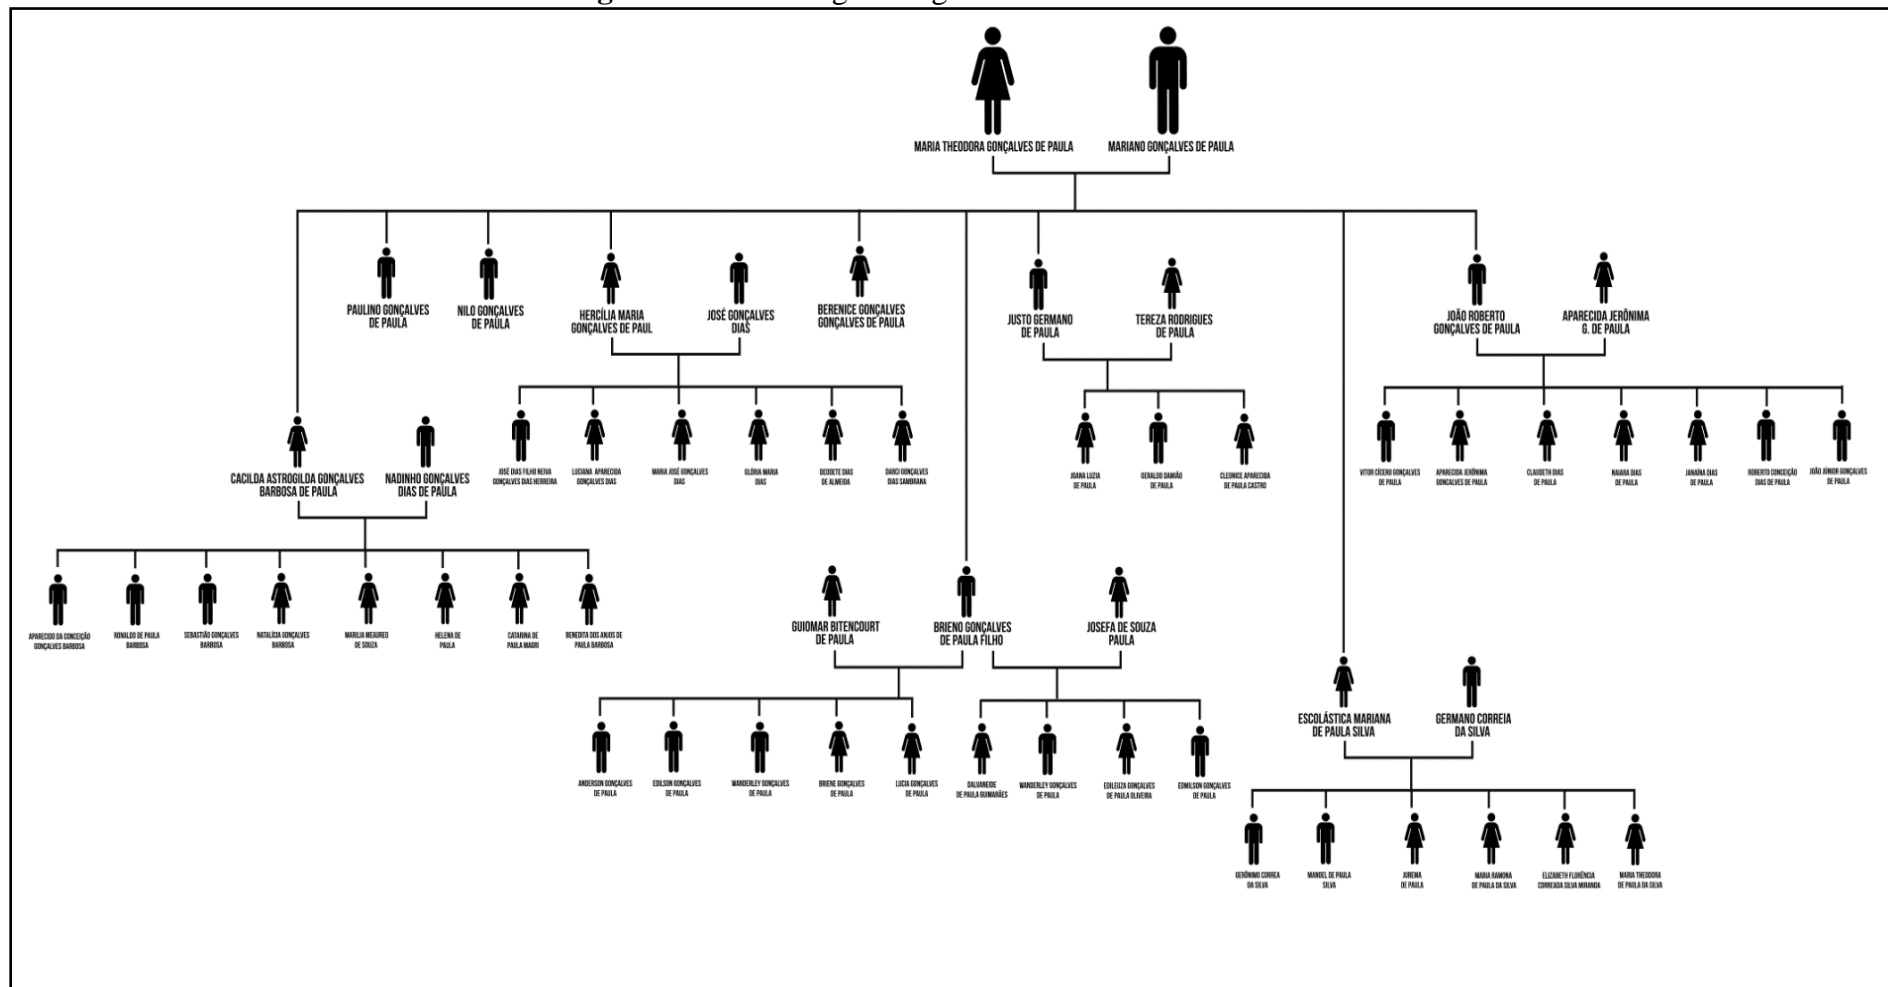 MARIA THEODORA GONÇALVES DE PAULA
MARIANO GONÇALVES DE PAULA
PAULINO GONÇALVES
DE PAULA
NILO GONÇALVES
DE PAULA
HERCÍLIA MARIA
GONÇALVES DE PAUL
JOSÉ GONÇALVES
DIAS
BERENICE GONÇALVES
GONÇALVES DE PAULA
JUSTO GERMANO
DE PAULA
TEREZA RODRIGUES
DE PAULA
JOÃO ROBERTO
GONÇALVES DE PAULA
APARECIDA JERÔNIMA
G. DE PAULA
CACILDA ASTROGILDA GONÇALVES
BARBOSA DE PAULA
NADINHO GONÇALVES
DIAS DE PAULA
JOSÉ DIAS FILHO NEIVA
GONÇALVES DIAS HERREIRA
LUCIANA APARECIDA
GONÇALVES DIAS
MARIA JOSÉ GONÇALVES
DIAS
GLÓRIA MARIA
DIAS
DEODETE DIAS
DE ALMEIDA
DARCI GONÇALVES
DIAS SAMBRANA
JOANA LUZIA
DE PAULA
GERALDO DAMIÃO
DE PAULA
CLEONICE APARECIDA
DE PAULA CASTRO
VITOR CÍCERO GONÇALVES
DE PAULA
APARECIDA JERÔNIMA
GONCALVES DE PAULA
CLAUDETH DIAS
DE PAULA
NAIARA DIAS
DE PAULA
JANAÍNA DIAS
DE PAULA
ROBERTO CONCEIÇÃO
DIAS DE PAULA
JOÃO JÚNIOR GONÇALVES
DE PAULA
APARECIDO DA CONCEIÇÃO
GONÇALVES BARBOSA
RONALDO DE PAULA
BARBOSA
SEBASTIÃO GONÇALVES
BARBOSA
NATALÍCIA GONÇALVES
BARBOSA
MARILIA MEAUREO
DE SOUZA
HELENA DE
PAULA
CATARINA DE
PAULA MAGRI
BENEDITA DOS ANJOS DE
PAULA BARBOSA
GUIOMAR BITENCOURT
DE PAULA
BRIENO GONÇALVES
DE PAULA FILHO
JOSEFA DE SOUZA
PAULA
ANDERSON GONÇALVES
DE PAULA
EDILSON GONÇALVES
DE PAULA
WANDERLEY GONÇALVES
DE PAULA
BRIENE GONÇALVES
DE PAULA
LUCIA GONÇALVES
DE PAULA
DALVANEIDE
DE PAULA GUIMARÃES
WANDERLEY GONÇALVES
DE PAULA
EDILEUZA GONÇALVES
DE PAULA OLIVEIRA
EDMILSON GONÇALVES
DE PAULA
ESCOLÁSTICA MARIANA
DE PAULA SILVA
GERMANO CORREIA
DA SILVA
GERÔNIMO CORREA
DA SILVA
MANOEL DE PAULA
SILVA
JUREMA
DE PAULA
MARIA RAMONA
DE PAULA DA SILVA
ELIZABETH FLORÊNCIA
CORREADA SILVA MIRANDA
MARIA THEODORA
DE PAULA DA SILVA